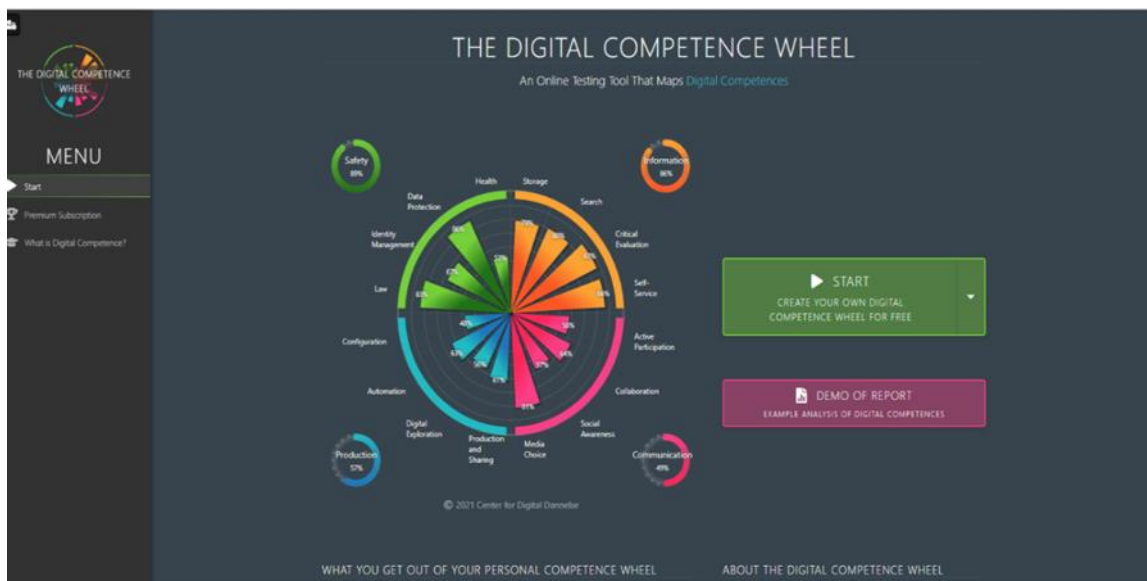 THE DIGITAL COMPETENCE
WHEEL
MENU
Start
Premium Subscription
What is Digital Competence?
THE DIGITAL COMPETENCE WHEEL
An Online Testing Tool That Maps Digital Competences
Safety
89%
Information
86%
Health
Storage
Data
Protection
Search
Identity
Management
Critical
Evaluation
Law
Self-
Service
Configuration
Active
Participation
Automation
Collaboration
Digital
Exploration
Production
and
Sharing
Media
Choice
Social
Awareness
Production
57%
Communication
49%
© 2021 Center for Digital Dannelse
START
CREATE YOUR OWN DIGITAL
COMPETENCE WHEEL FOR FREE
DEMO OF REPORT
EXAMPLE ANALYSIS OF DIGITAL COMPETENCES
WHAT YOU GET OUT OF YOUR PERSONAL COMPETENCE WHEEL
ABOUT THE DIGITAL COMPETENCE WHEEL